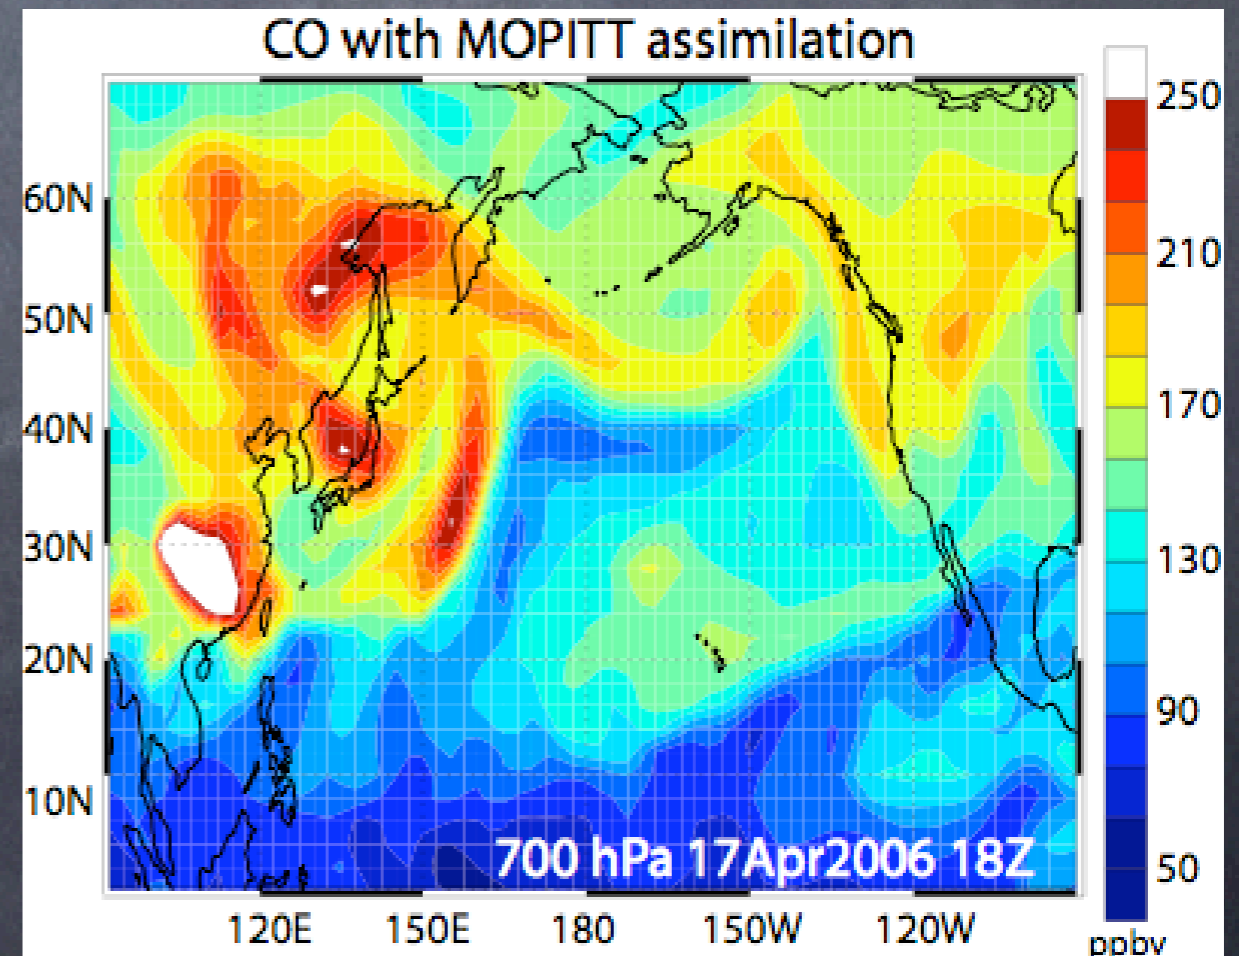 CO with MOPITT assimilation
250
210
170
130
90
50
ppbv
60N
50N
40N
30N
20N
10N
700 hPa 17Apr2006 18Z
120E 150E 180 150W 120W